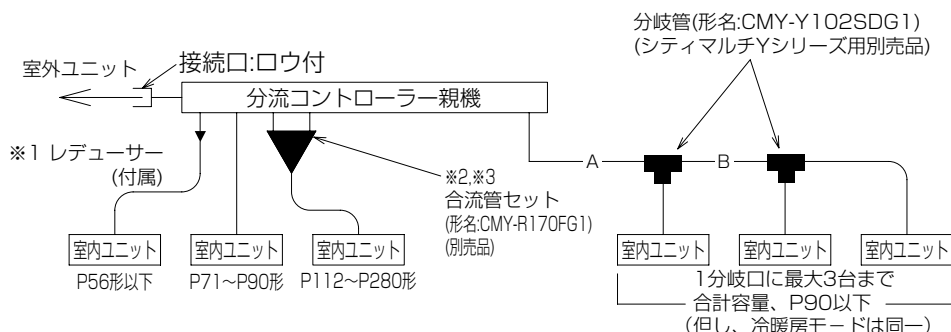 分岐管(形名:CMY-Y102SDG1)
(シティマルチYシリーズ用別売品)
室外ユニット
接続口:ロウ付
分流コントローラー親機
※1 レデューサー
(付属)
※2,※3
合流管セット
(形名:CMY-R170FG1)
(別売品)
A
B
室内ユニット
室内ユニット
室内ユニット
室内ユニット
室内ユニット
室内ユニット
P56形以下
P71～P90形
P112～P280形
1分岐口に最大3台まで
合計容量、P90以下
(但し、冷暖房モードは同一)